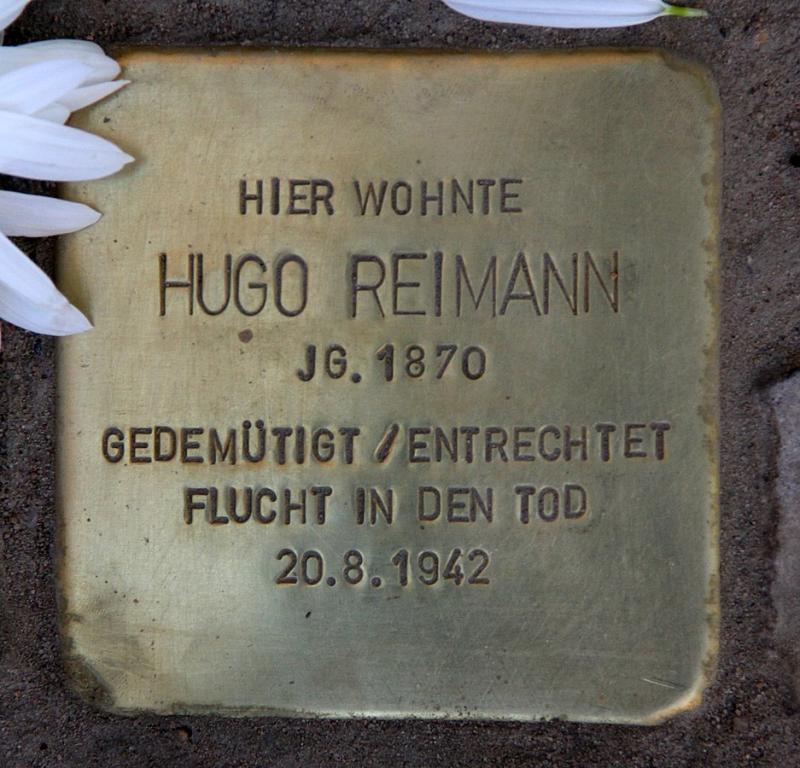 HIER WOHNTE
HUGO REIMANN
JG. 1870
GEDEMÜTIGT / ENTRECHTET
FLUCHT IN DEN TOD
20.8.1942